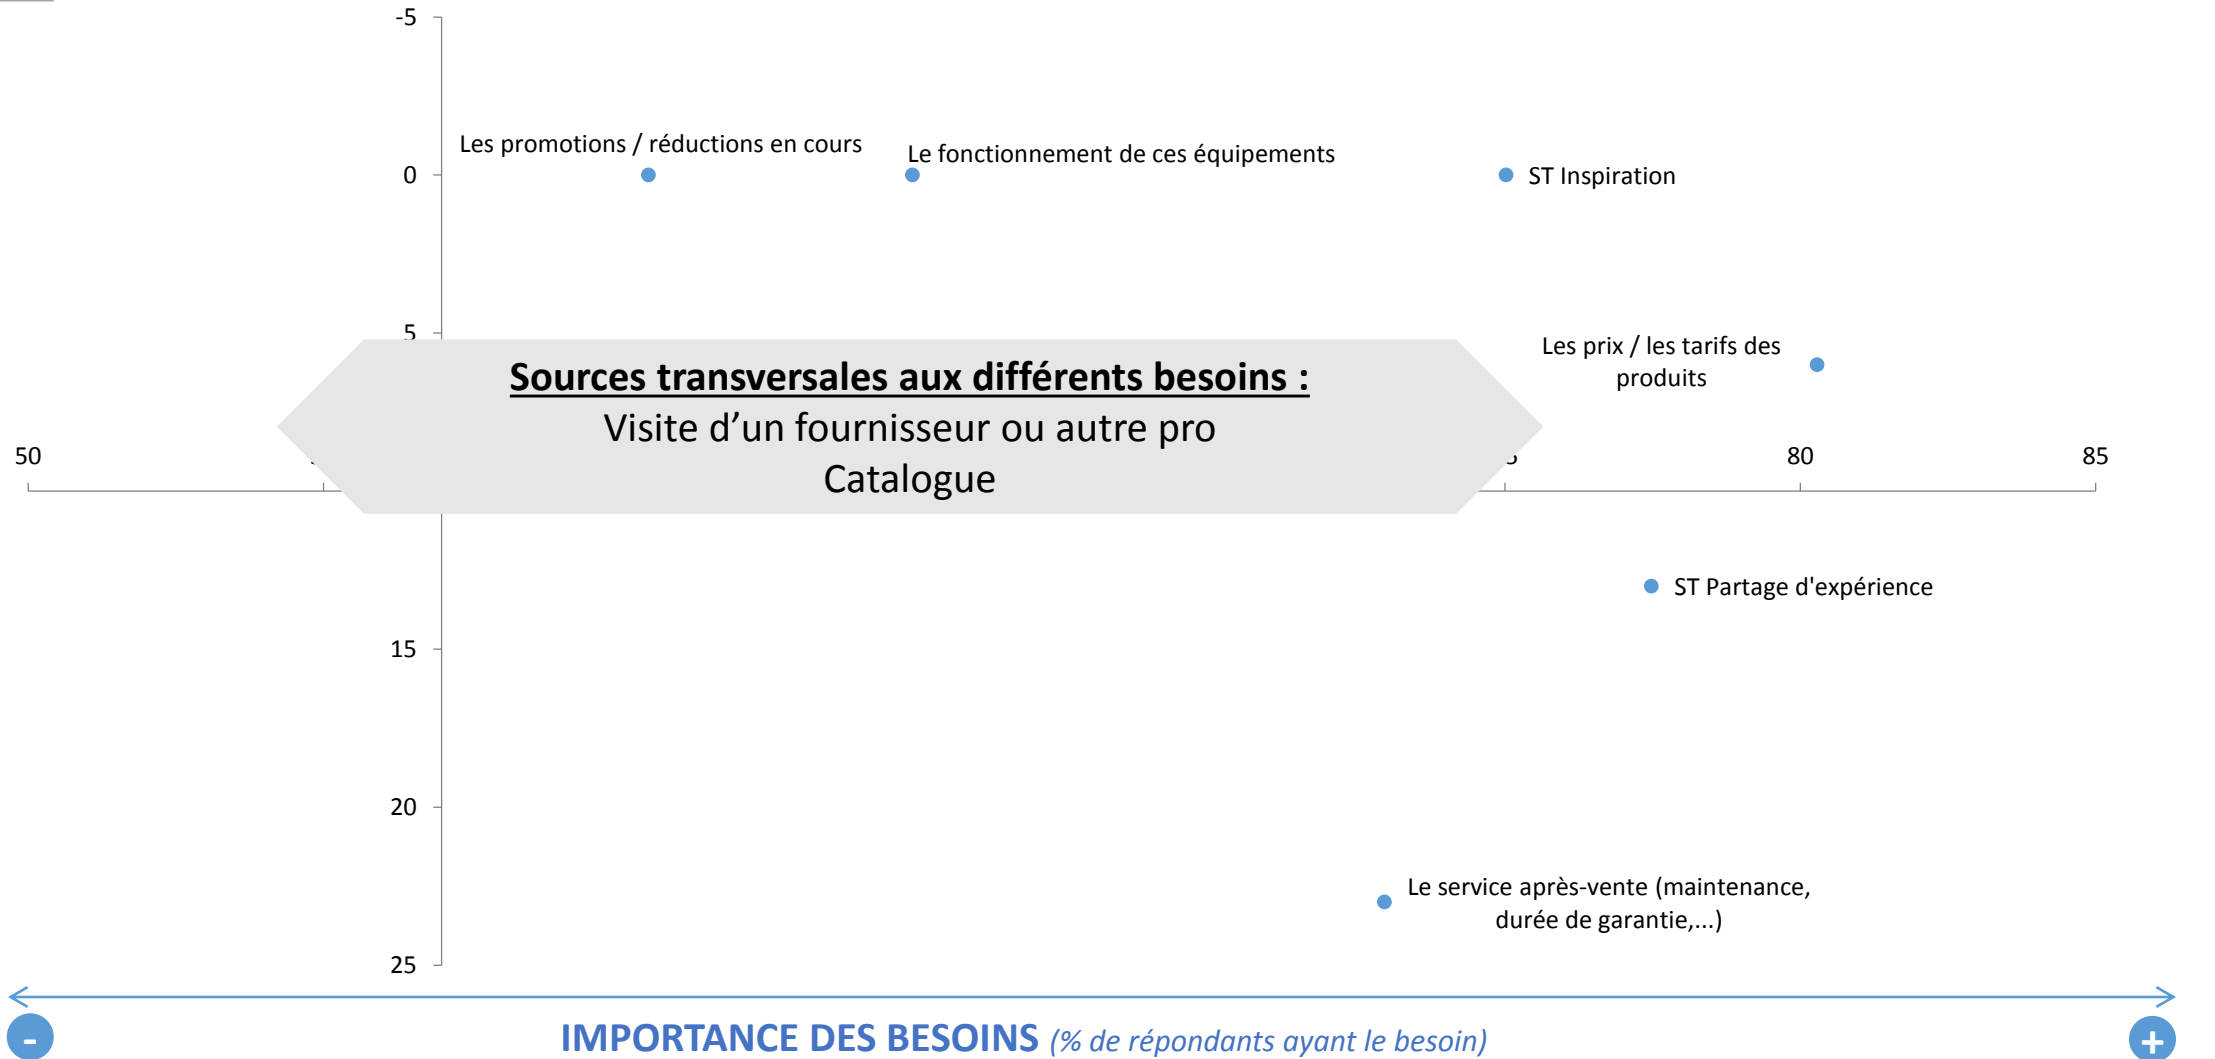 -5
Les promotions / réductions en cours
Le fonctionnement de ces équipements
0
ST Inspiration
5
Les prix / les tarifs des
produits
Sources transversales aux différents besoins :
Visite d’un fournisseur ou autre pro
Catalogue
50
80
85
ST Partage d'expérience
15
20
Le service après-vente (maintenance,
durée de garantie,...)
25
-
IMPORTANCE DES BESOINS (% de répondants ayant le besoin)
+